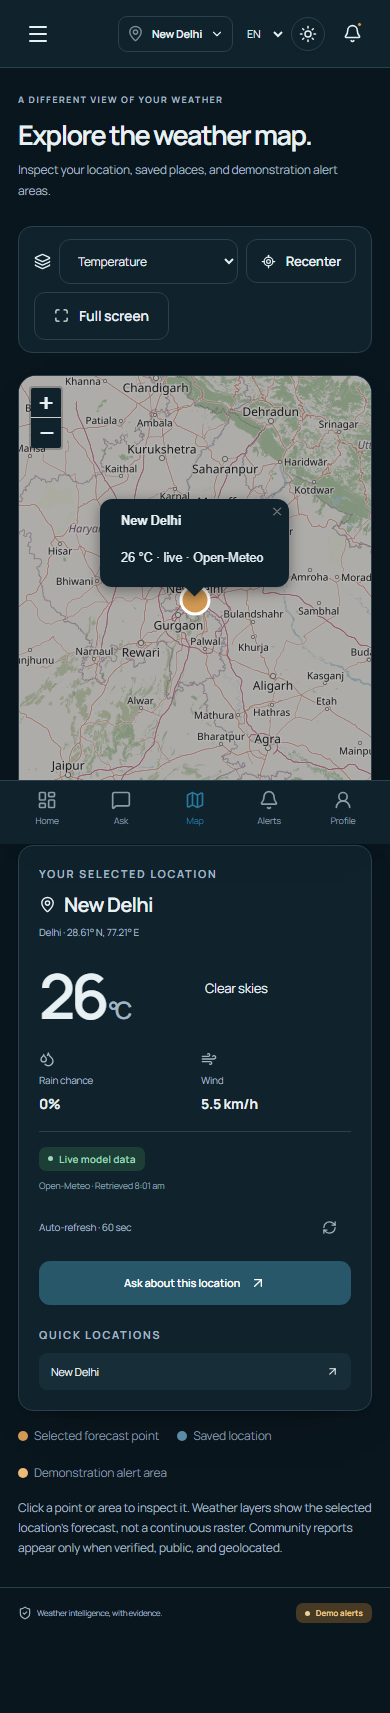 New Delhi
EN
A DIFFERENT VIEW OF YOUR WEATHER
Explore the weather map.
Inspect your location, saved places, and demonstration alert
areas.
Temperature
Recenter
Full screen
+
−
Khanna
Chandigarh
Dehradun
Patiala
Ambala
Srinagar
Kurukshetra
Kaithal
Saharanpur
Haridwār
Kotdwar
Karnal
New Delhi
26 °C · live · Open-Meteo
×
Hisar
Bhiwani
Amroha
Gurgaon
Bulandshahr
Sambhal
Palwal
Narnaul
Rewari
Khurja
Kasganj
Aligarh
Etah
Alwar
Mathura
Hathras
Bharatpur
Agra
Jaipur
Home
Ask
Map
Alerts
Profile
YOUR SELECTED LOCATION
New Delhi
Delhi · 28.61° N, 77.21° E
26°C
Clear skies
Rain chance
Wind
0%
5.5 km/h
Live model data
Open-Meteo · Retrieved 8:01 am
Auto-refresh · 60 sec
Ask about this location
QUICK LOCATIONS
New Delhi
Selected forecast point
Saved location
Demonstration alert area
Click a point or area to inspect it. Weather layers show the selected
location's forecast, not a continuous raster. Community reports
appear only when verified, public, and geolocated.
Weather intelligence, with evidence.
Demo alerts